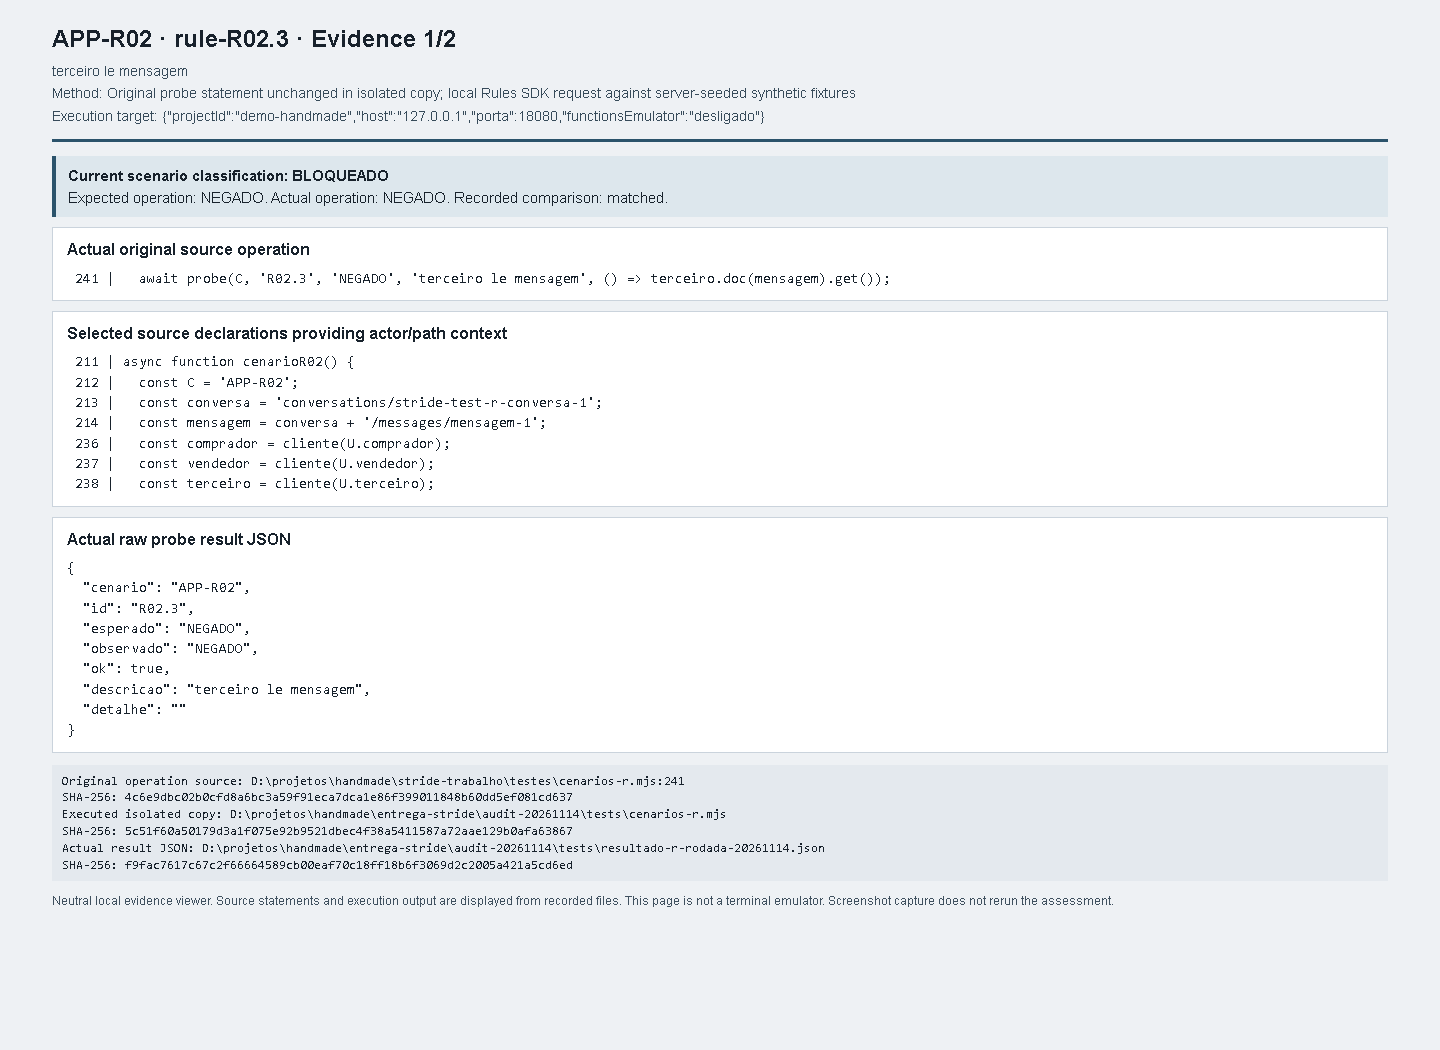 APP-R02 · rule-R02.3 · Evidence 1/2
terceiro le mensagem
Method: Original probe statement unchanged in isolated copy; local Rules SDK request against server-seeded synthetic fixtures
Execution target: {"projectId":"demo-handmade","host":"127.0.0.1","porta":18080,"functionsEmulator":"desligado"}
Current scenario classification: BLOQUEADO
Expected operation: NEGADO. Actual operation: NEGADO. Recorded comparison: matched.
Actual original source operation
241 |   await probe(C, 'R02.3', 'NEGADO', 'terceiro le mensagem', () => terceiro.doc(mensagem).get());
Selected source declarations providing actor/path context
211 | async function cenarioR02() {
212 |   const C = 'APP-R02';
213 |   const conversa = 'conversations/stride-test-r-conversa-1';
214 |   const mensagem = conversa + '/messages/mensagem-1';
236 |   const comprador = cliente(U.comprador);
237 |   const vendedor = cliente(U.vendedor);
238 |   const terceiro = cliente(U.terceiro);
Actual raw probe result JSON
{
  "cenario": "APP-R02",
  "id": "R02.3",
  "esperado": "NEGADO",
  "observado": "NEGADO",
  "ok": true,
  "descricao": "terceiro le mensagem",
  "detalhe": ""
}
Original operation source: D:\projetos\handmade\stride-trabalho\testes\cenarios-r.mjs:241
SHA-256: 4c6e9dbc02b0cfd8a6bc3a59f91eca7dca1e86f399011848b60dd5ef081cd637
Executed isolated copy: D:\projetos\handmade\entrega-stride\audit-20261114\tests\cenarios-r.mjs
SHA-256: 5c51f60a50179d3a1f075e92b9521dbec4f38a5411587a72aae129b0afa63867
Actual result JSON: D:\projetos\handmade\entrega-stride\audit-20261114\tests\resultado-r-rodada-20261114.json
SHA-256: f9fac7617c67c2f66664589cb00eaf70c18ff18b6f3069d2c2005a421a5cd6ed
Neutral local evidence viewer. Source statements and execution output are displayed from recorded files. This page is not a terminal emulator. Screenshot capture does not rerun the assessment.